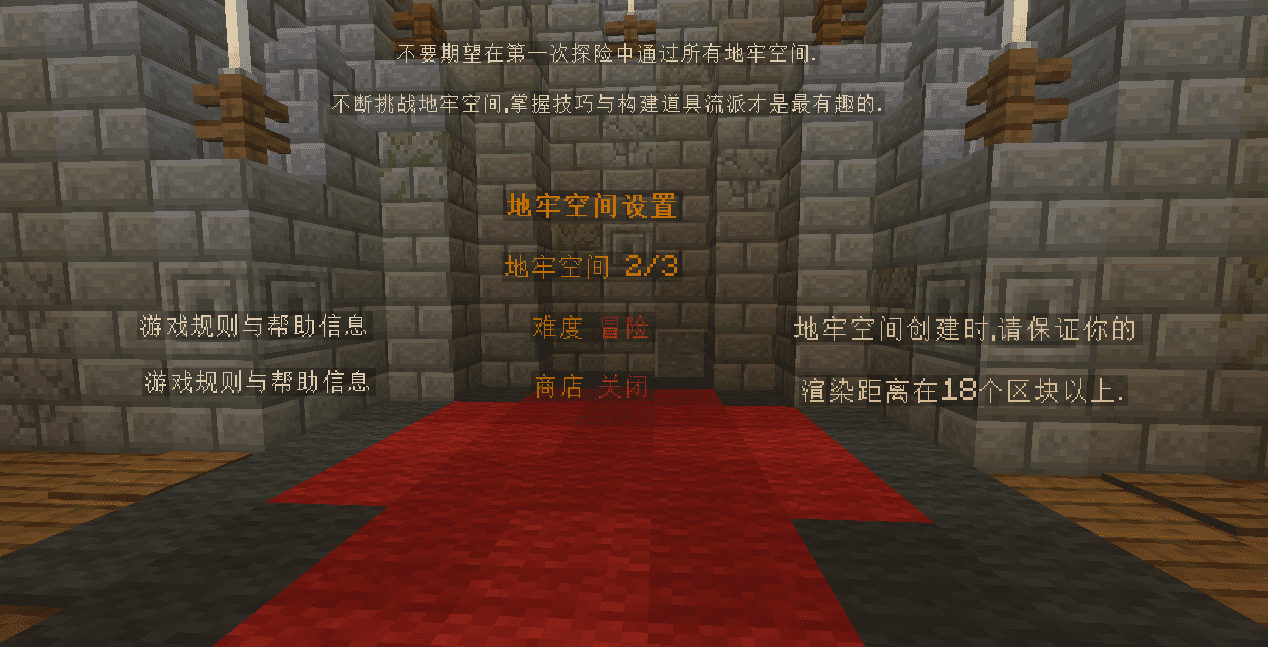 不要期望在第一次探险中通过所有地牢空间.
不断挑战地牢空间,掌握技巧与构建道具流派才是最有趣的.
地牢空间设置
地牢空间 2/3
难度 冒险
商店 关闭
游戏规则与帮助信息
游戏规则与帮助信息
地牢空间创建时,请保证你的
渲染距离在18个区块以上.